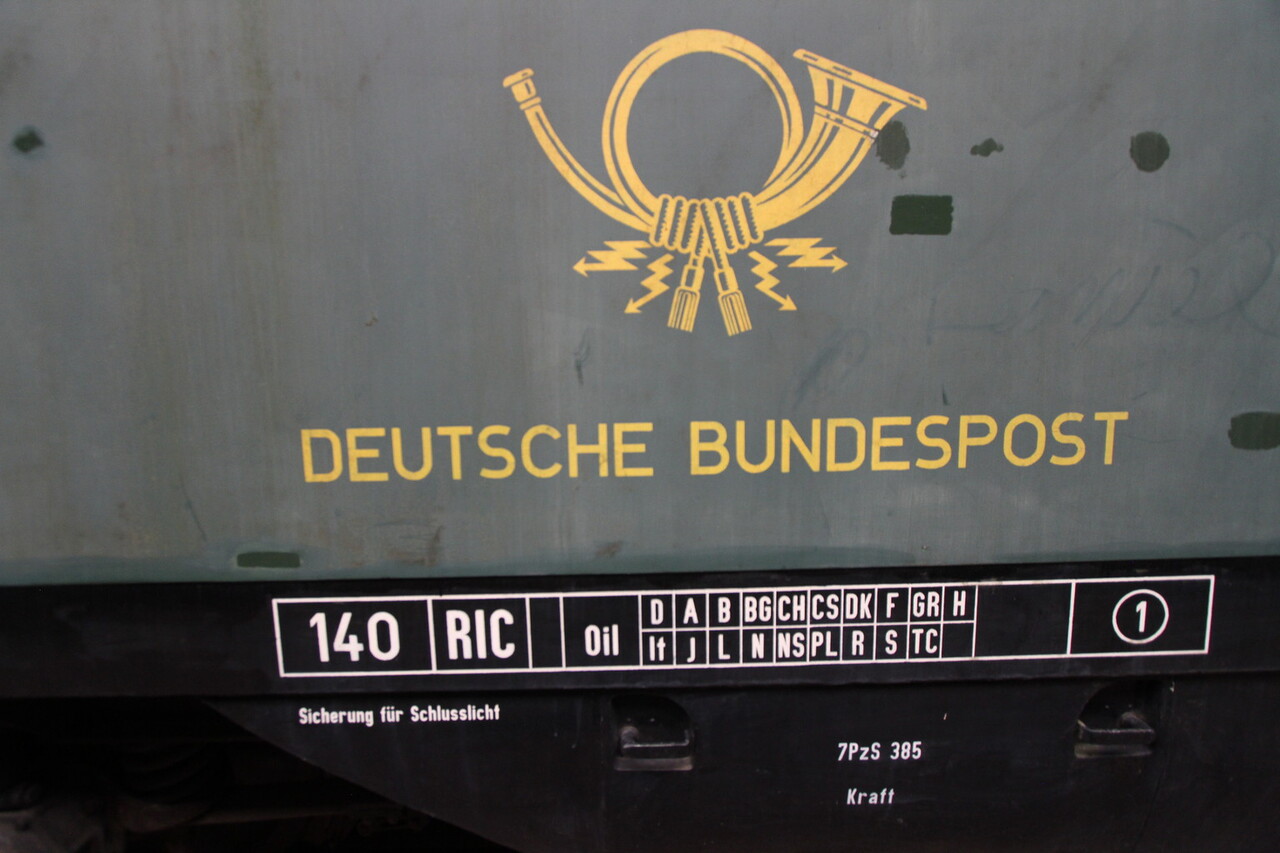 DEUTSCHE BUNDESPOST
140 RIC Oil D A B BG CH CS DK F GR H 1
It J L N NS PL R S TC
Sicherung für Schlusslicht
7PzS 385
Kraft